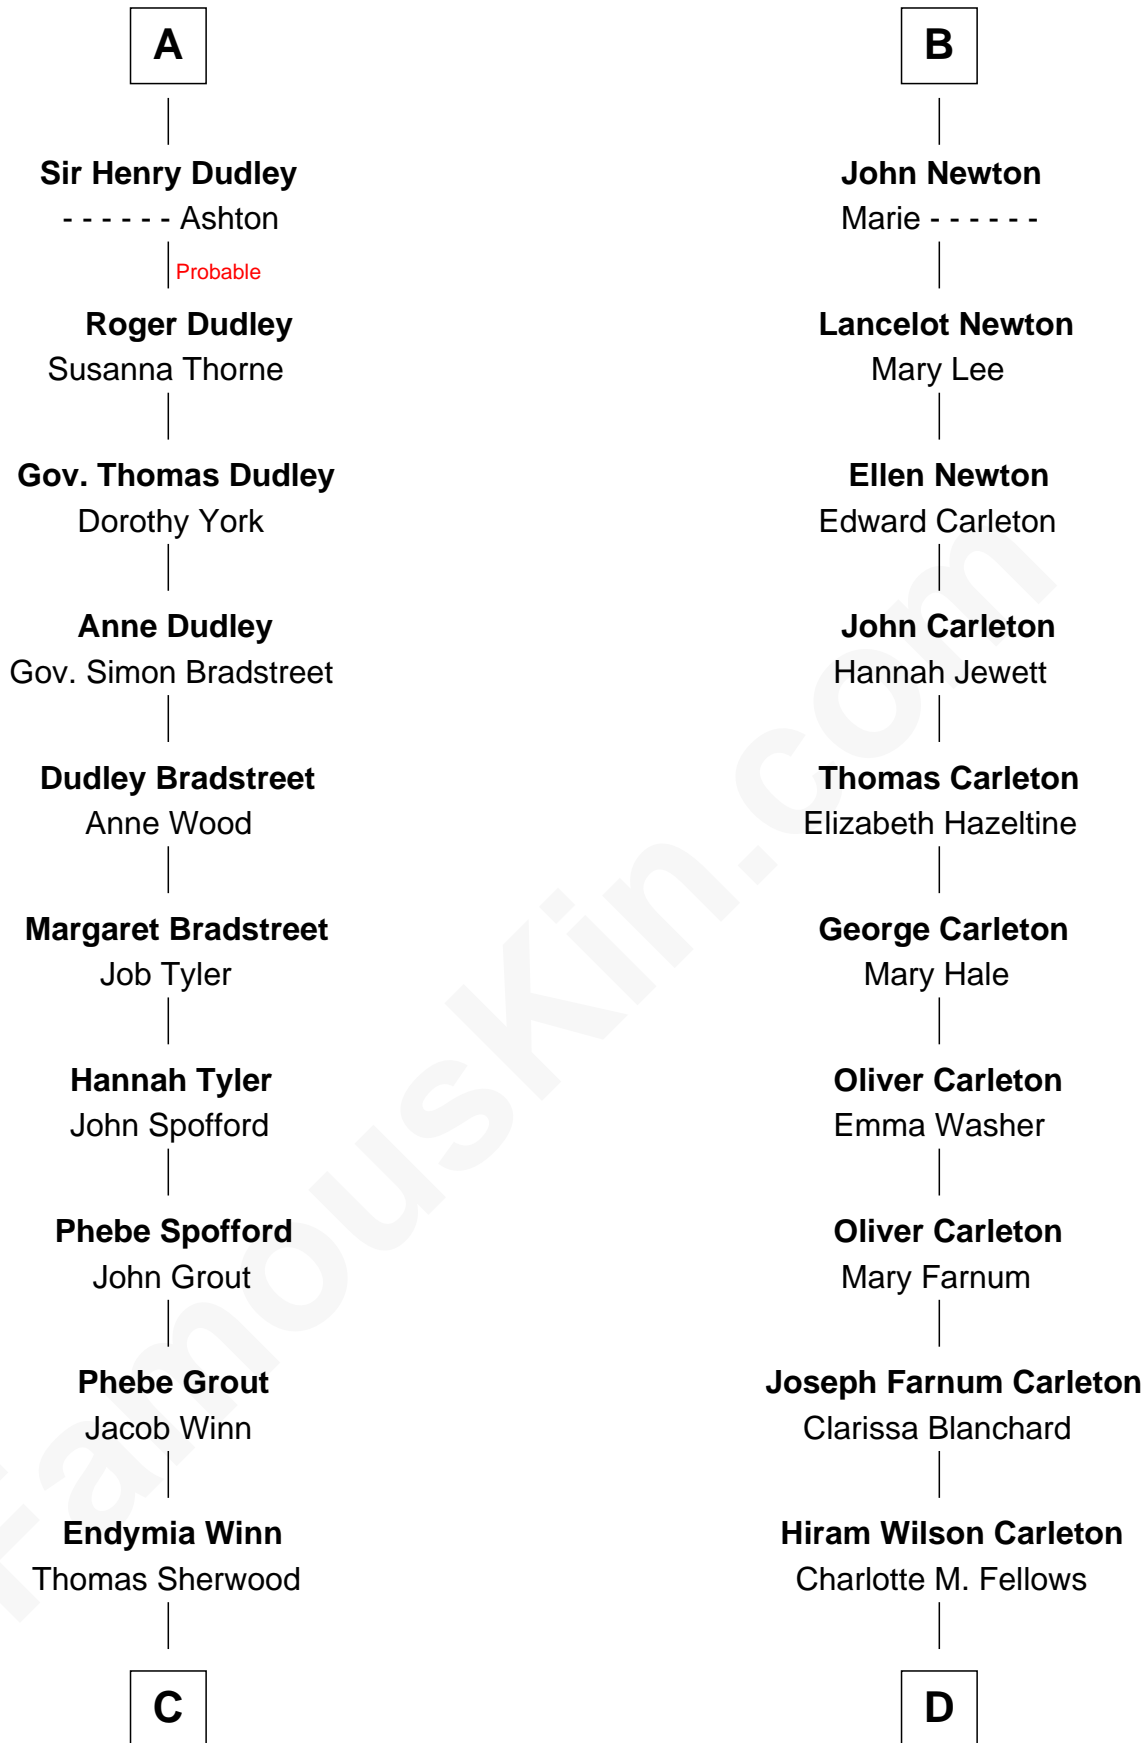 A
Sir Henry Dudley
- - - - - - Ashton
Probable
Roger Dudley
Susanna Thorne
Gov. Thomas Dudley
Dorothy York
Anne Dudley
Gov. Simon Bradstreet
Dudley Bradstreet
Anne Wood
Margaret Bradstreet
Job Tyler
Hannah Tyler
John Spofford
Phebe Spofford
John Grout
Phebe Grout
Jacob Winn
Endymia Winn
Thomas Sherwood
C
B
John Newton
Marie - - - - - -
Lancelot Newton
Mary Lee
Ellen Newton
Edward Carleton
John Carleton
Hannah Jewett
Thomas Carleton
Elizabeth Hazeltine
George Carleton
Mary Hale
Oliver Carleton
Emma Washer
Oliver Carleton
Mary Farnum
Joseph Farnum Carleton
Clarissa Blanchard
Hiram Wilson Carleton
Charlotte M. Fellows
D
FamousKin.com